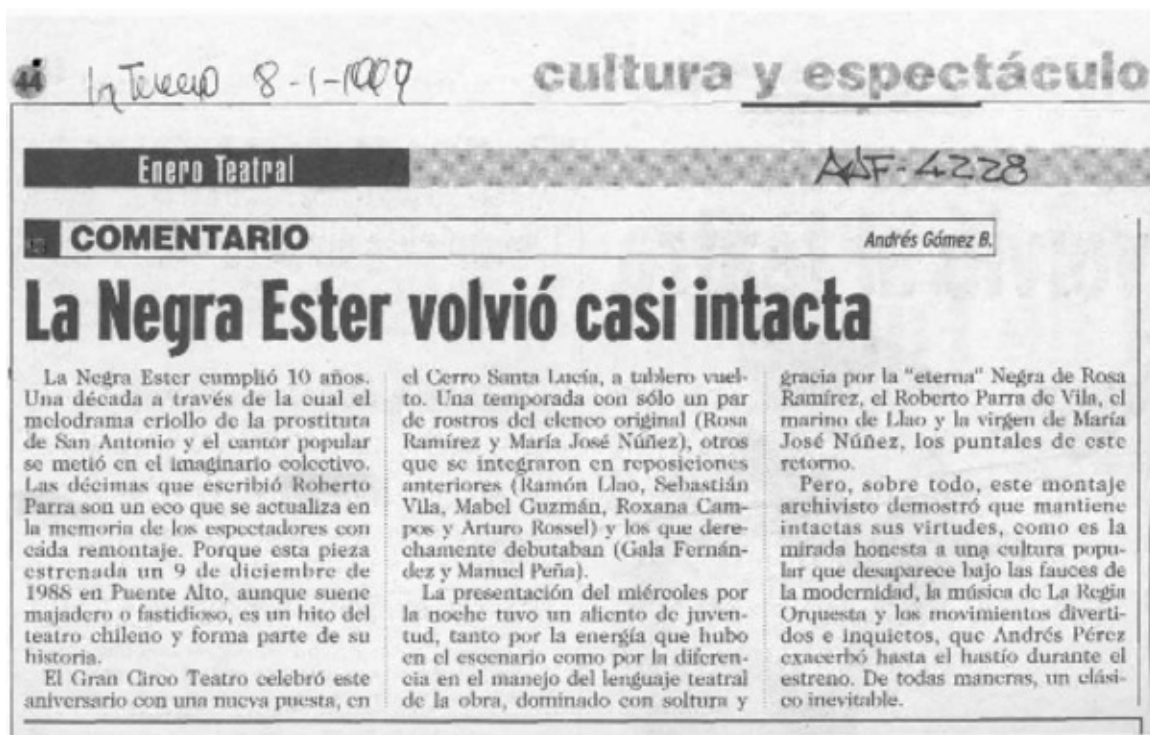 44 La Tercera 8-1-1999
cultura y espectáculo
Enero Teatral
AAF-4228
COMENTARIO
Andrés Gómez B.
La Negra Ester volvió casi intacta
La Negra Ester cumplió 10 años.
Una década a través de la cual el
melodrama criollo de la prostituta
de San Antonio y el cantor popular
se metió en el imaginario colectivo.
Las décimas que escribió Roberto
Parra son un eco que se actualiza en
la memoria de los espectadores con
cada remontaje. Porque esta pieza
estrenada un 9 de diciembre de
1988 en Puente Alto, aunque suene
majadero o fastidioso, es un hito del
teatro chileno y forma parte de su
historia.
El Gran Circo Teatro celebró este
aniversario con una nueva puesta, en
el Cerro Santa Lucía, a tablero vuel-
to. Una temporada con sólo un par
de rostros del elenco original (Rosa
Ramírez y María José Núñez), otros
que se integraron en reposiciones
anteriores (Ramón Llao, Sebastián
Vila, Mabel Guzmán, Roxana Cam-
pos y Arturo Rossel) y los que dere-
chamente debutaban (Gala Fernán-
dez y Manuel Peña).
La presentación del miércoles por
la noche tuvo un aliento de juven-
tud, tanto por la energía que hubo
en el escenario como por la diferen-
cia en el manejo del lenguaje teatral
de la obra, dominado con soltura y
gracia por la "eterna" Negra de Rosa
Ramírez, el Roberto Parra de Vila, el
marino de Llao y la virgen de María
José Núñez, los puntales de este
retorno.
Pero, sobre todo, este montaje
archivisto demostró que mantiene
intactas sus virtudes, como es la
mirada honesta a una cultura popu-
lar que desaparece bajo las fauces de
la modernidad, la música de La Regia
Orquesta y los movimientos diverti-
dos e inquietos, que Andrés Pérez
exacerbó hasta el hastío durante el
estreno. De todas maneras, un clási-
co inevitable.